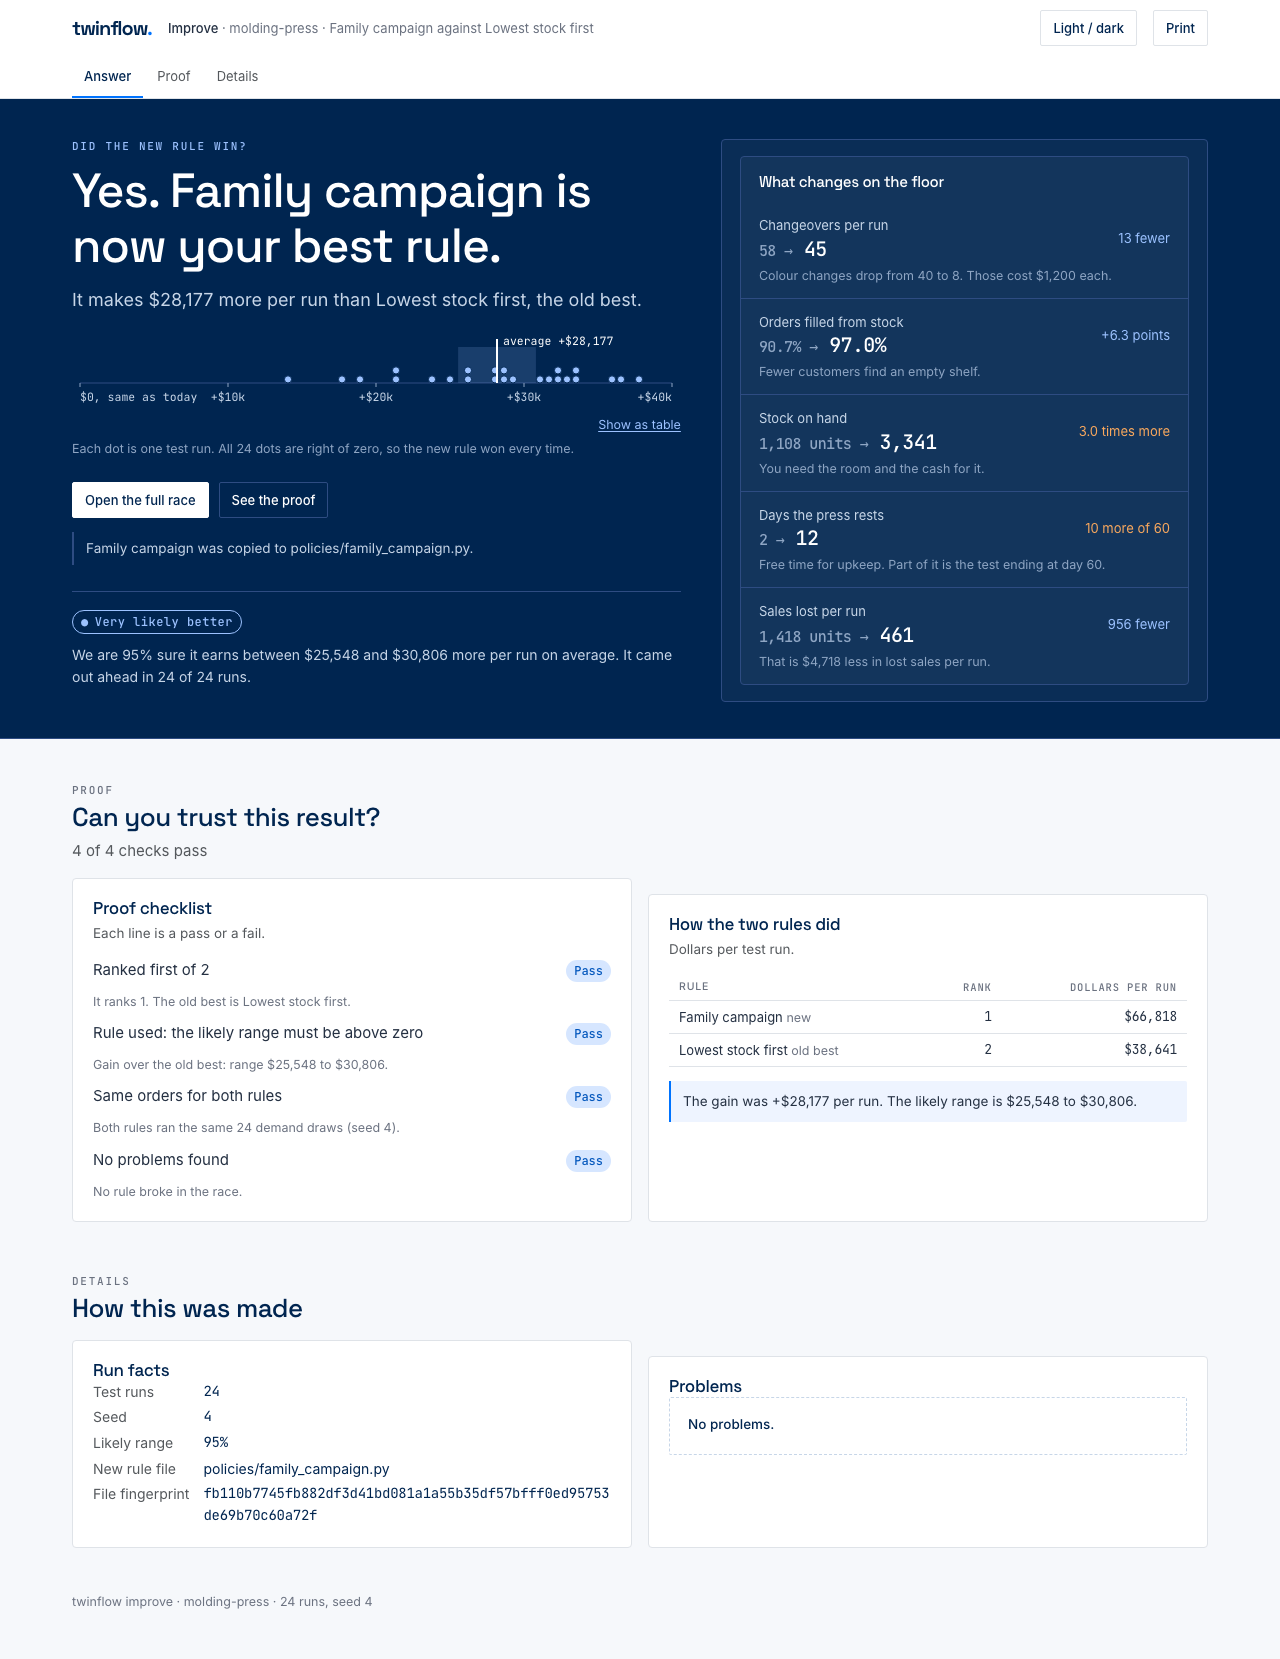 twinflow.
Improve · molding-press · Family campaign against Lowest stock first
Light / dark
Print
Answer
Proof
Details
DID THE NEW RULE WIN?
Yes. Family campaign is
now your best rule.
It makes $28,177 more per run than Lowest stock first, the old best.
average +$28,177
$0, same as today +$10k +$20k +$30k +$40k
Show as table
Each dot is one test run. All 24 dots are right of zero, so the new rule won every time.
Open the full race
See the proof
Family campaign was copied to policies/family_campaign.py.
Very likely better
We are 95% sure it earns between $25,548 and $30,806 more per run on average. It came
out ahead in 24 of 24 runs.
What changes on the floor
Changeovers per run
58 → 45
13 fewer
Colour changes drop from 40 to 8. Those cost $1,200 each.
Orders filled from stock
90.7% → 97.0%
+6.3 points
Fewer customers find an empty shelf.
Stock on hand
1,108 units → 3,341
3.0 times more
You need the room and the cash for it.
Days the press rests
2 → 12
10 more of 60
Free time for upkeep. Part of it is the test ending at day 60.
Sales lost per run
1,418 units → 461
956 fewer
That is $4,718 less in lost sales per run.
PROOF
Can you trust this result?
4 of 4 checks pass
Proof checklist
Each line is a pass or a fail.
Ranked first of 2
Pass
It ranks 1. The old best is Lowest stock first.
Rule used: the likely range must be above zero
Pass
Gain over the old best: range $25,548 to $30,806.
Same orders for both rules
Pass
Both rules ran the same 24 demand draws (seed 4).
No problems found
Pass
No rule broke in the race.
How the two rules did
Dollars per test run.
RULE RANK DOLLARS PER RUN
Family campaign new 1 $66,818
Lowest stock first old best 2 $38,641
The gain was +$28,177 per run. The likely range is $25,548 to $30,806.
DETAILS
How this was made
Run facts
Test runs 24
Seed 4
Likely range 95%
New rule file policies/family_campaign.py
File fingerprint fb110b7745fb882df3d41bd081a1a55b35df57bfff0ed95753
de69b70c60a72f
Problems
No problems.
twinflow improve · molding-press · 24 runs, seed 4